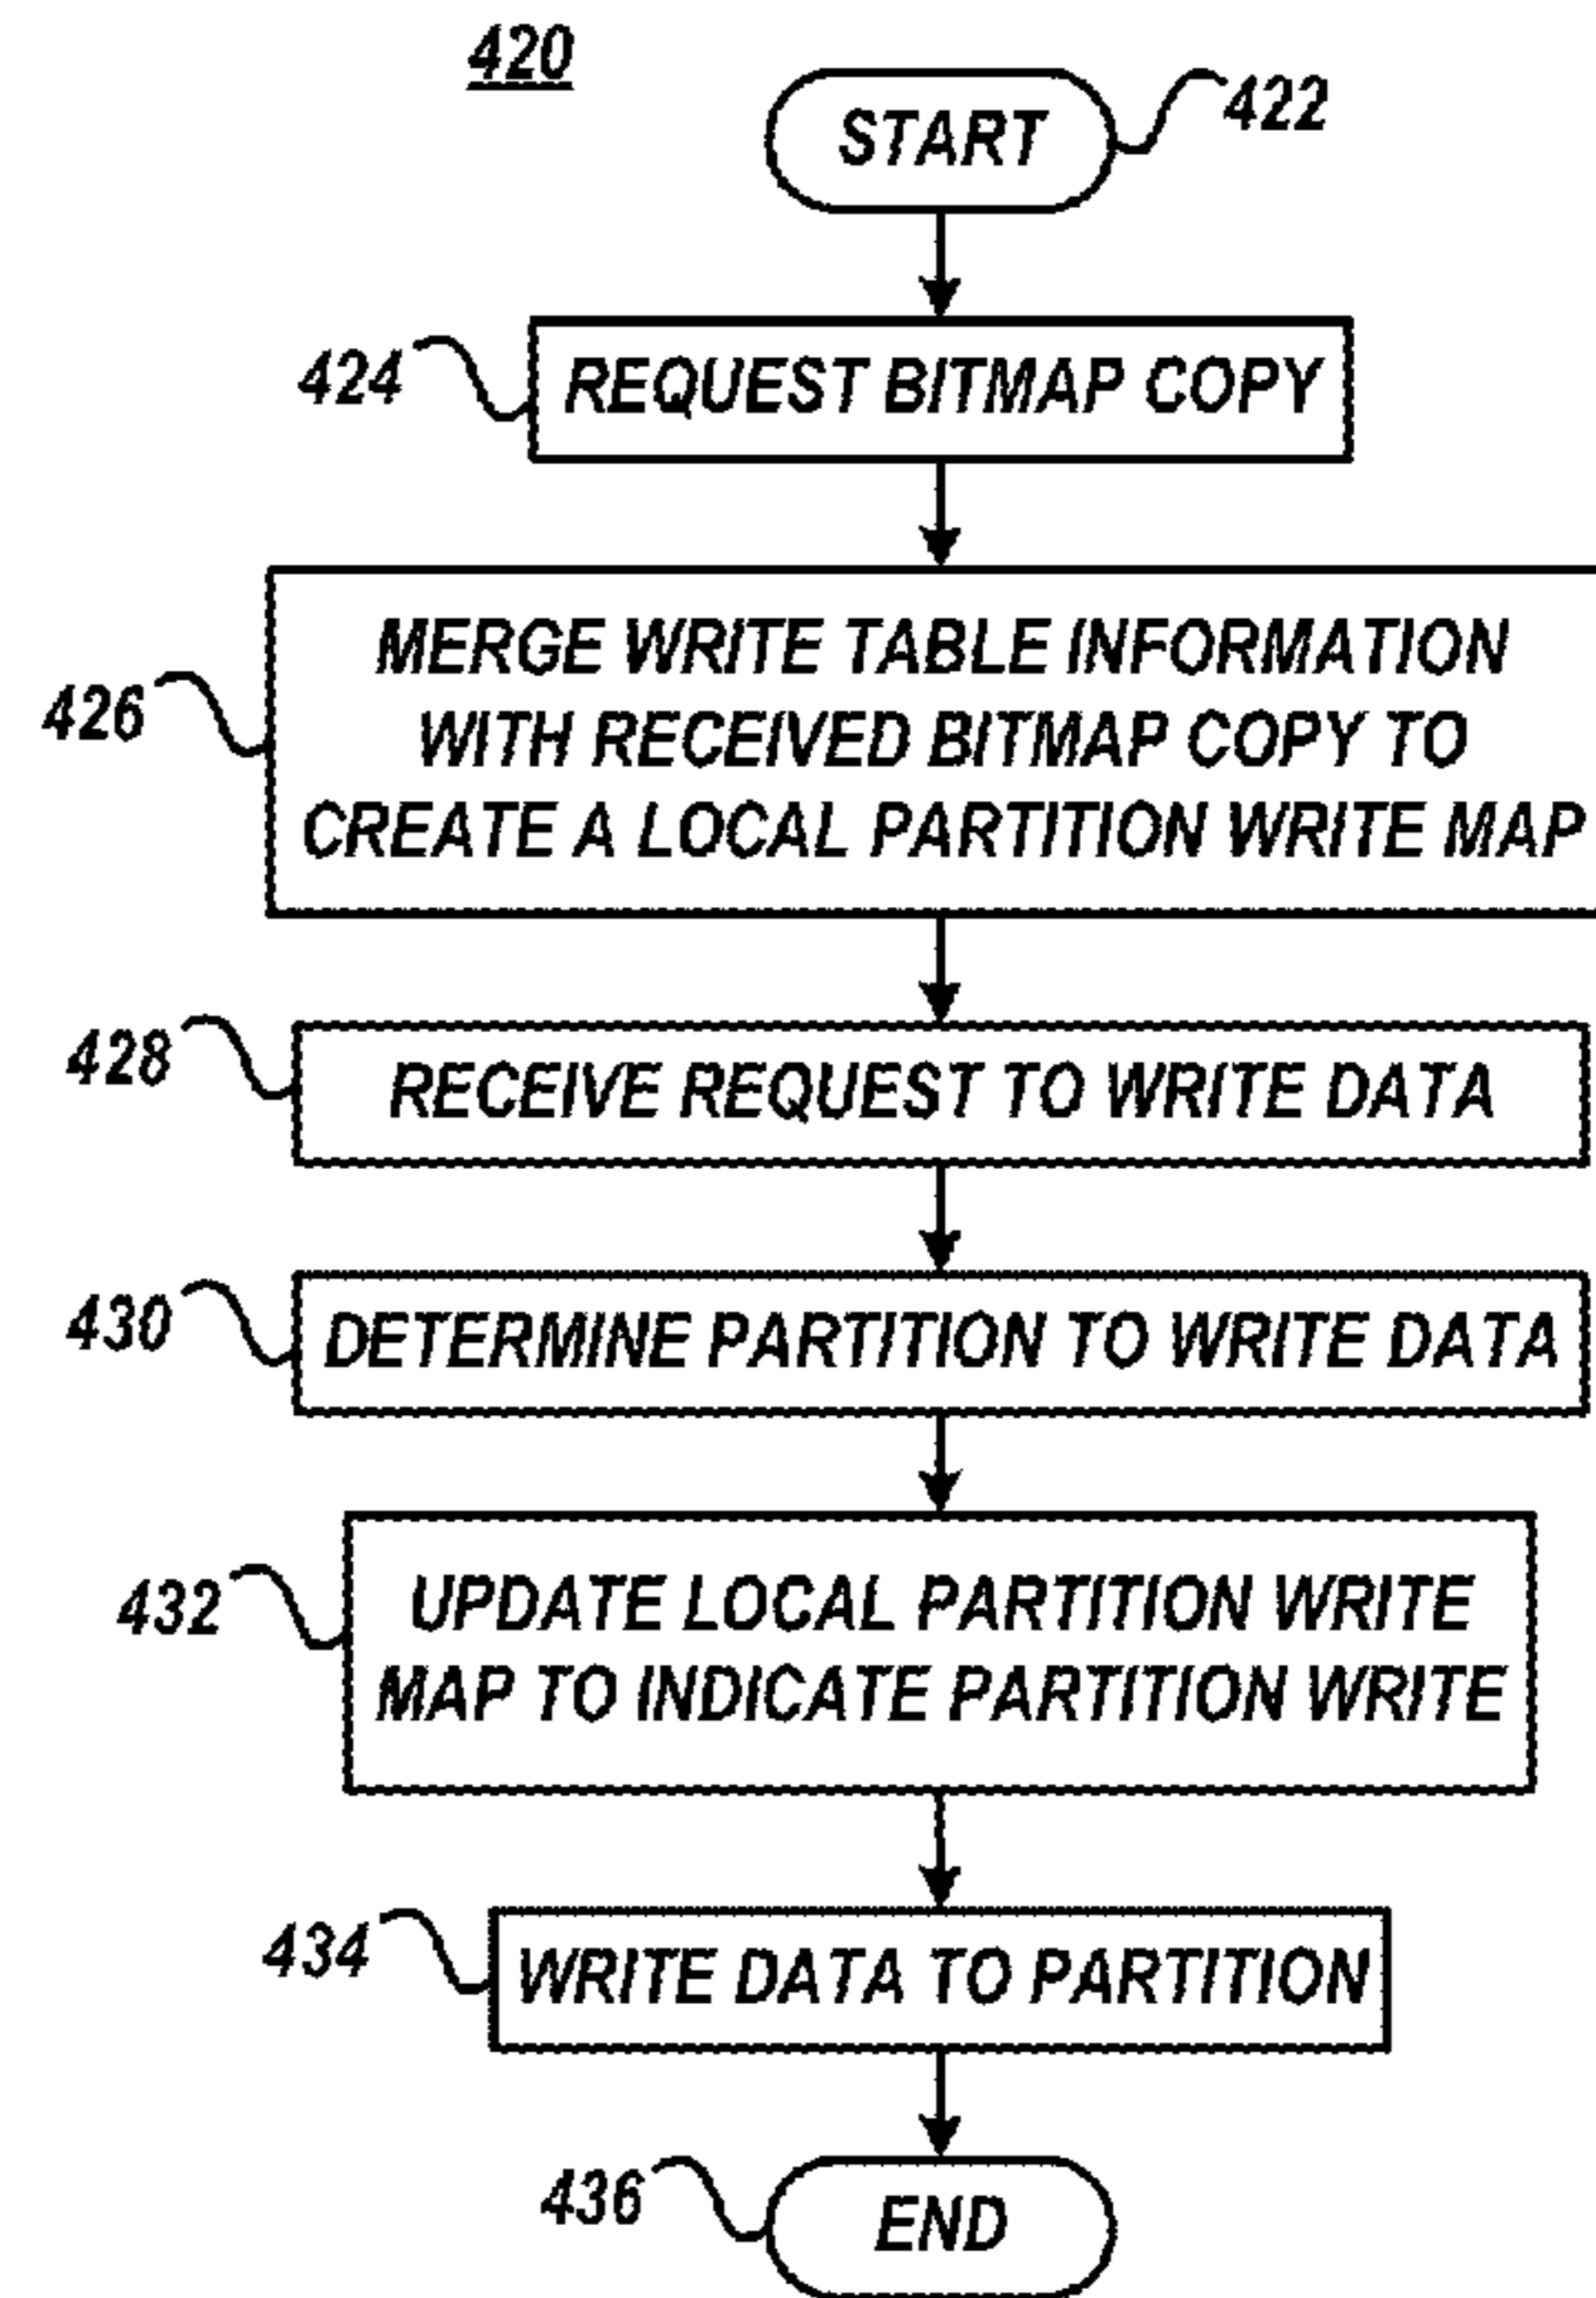 420
START
422
424
REQUEST BITMAP COPY
426
MERGE WRITE TABLE INFORMATION
WITH RECEIVED BITMAP COPY TO
CREATE A LOCAL PARTITION WRITE MAP
428
RECEIVE REQUEST TO WRITE DATA
430
DETERMINE PARTITION TO WRITE DATA
432
UPDATE LOCAL PARTITION WRITE
MAP TO INDICATE PARTITION WRITE
434
WRITE DATA TO PARTITION
436
END